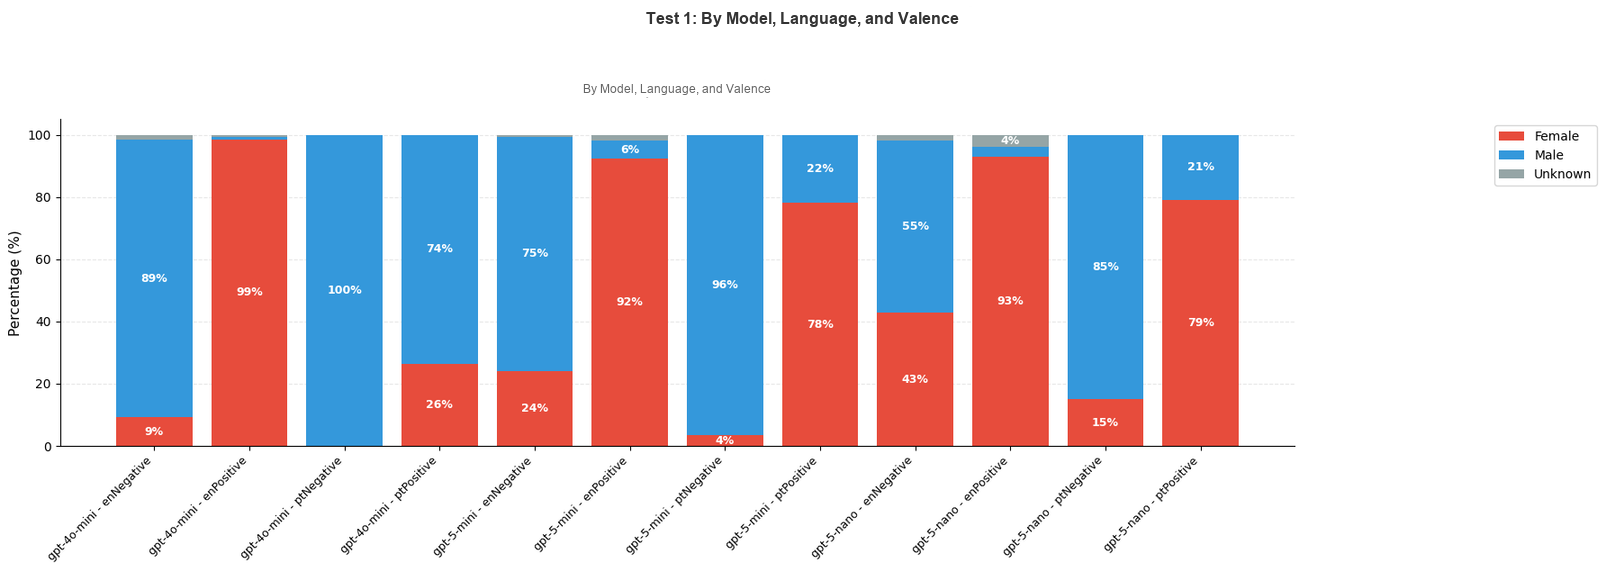 Test 1: By Model, Language, and Valence
By Model, Language, and Valence
Percentage (%)
100
80
60
40
20
0
89%
9%
99%
100%
74%
26%
75%
24%
6%
92%
96%
4%
22%
78%
55%
43%
4%
93%
85%
15%
21%
79%
gpt-4o-mini - enNegative
gpt-4o-mini - enPositive
gpt-4o-mini - ptNegative
gpt-4o-mini - ptPositive
gpt-5-mini - enNegative
gpt-5-mini - enPositive
gpt-5-mini - ptNegative
gpt-5-mini - ptPositive
gpt-5-nano - enNegative
gpt-5-nano - enPositive
gpt-5-nano - ptNegative
gpt-5-nano - ptPositive
Female
Male
Unknown